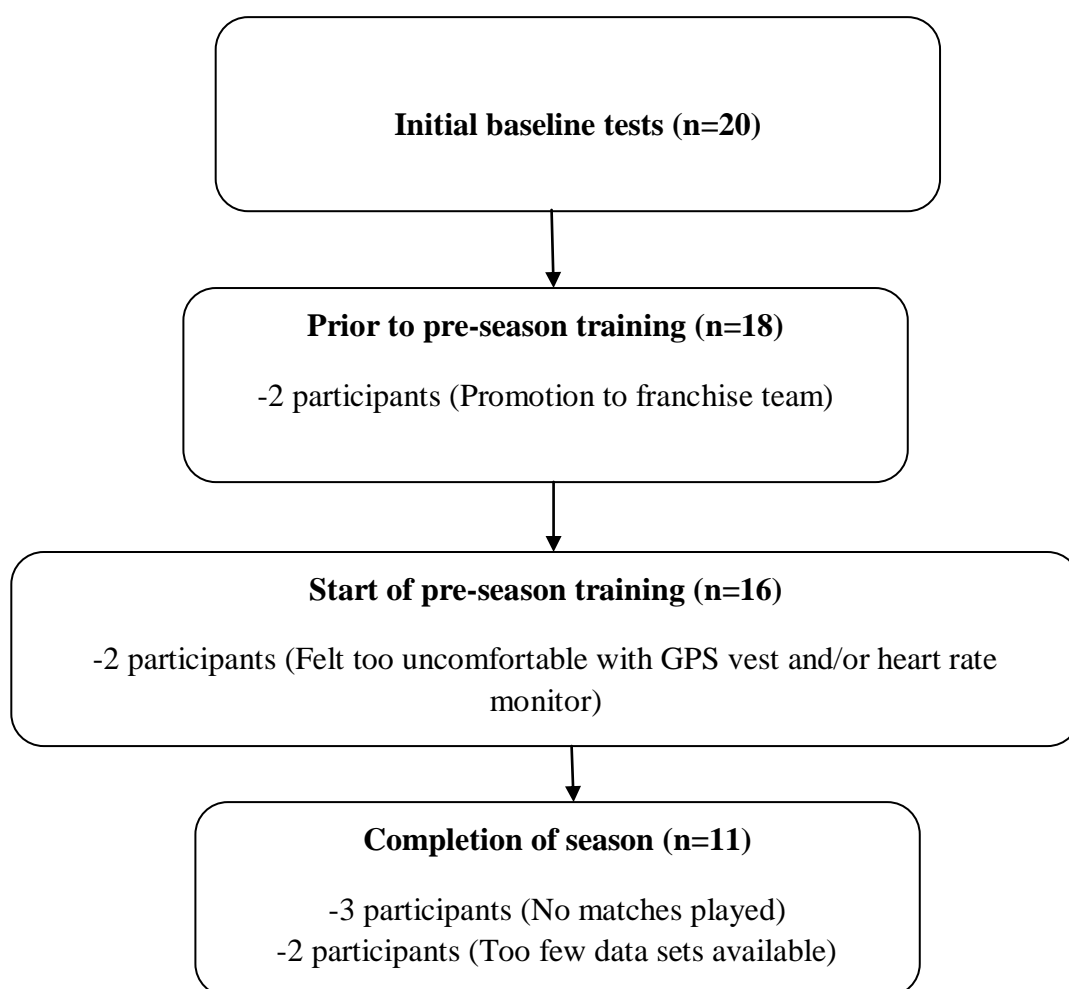 Initial baseline tests (n=20)
Prior to pre-season training (n=18)
-2 participants (Promotion to franchise team)
Start of pre-season training (n=16)
-2 participants (Felt too uncomfortable with GPS vest and/or heart rate
monitor)
Completion of season (n=11)
-3 participants (No matches played)
-2 participants (Too few data sets available)